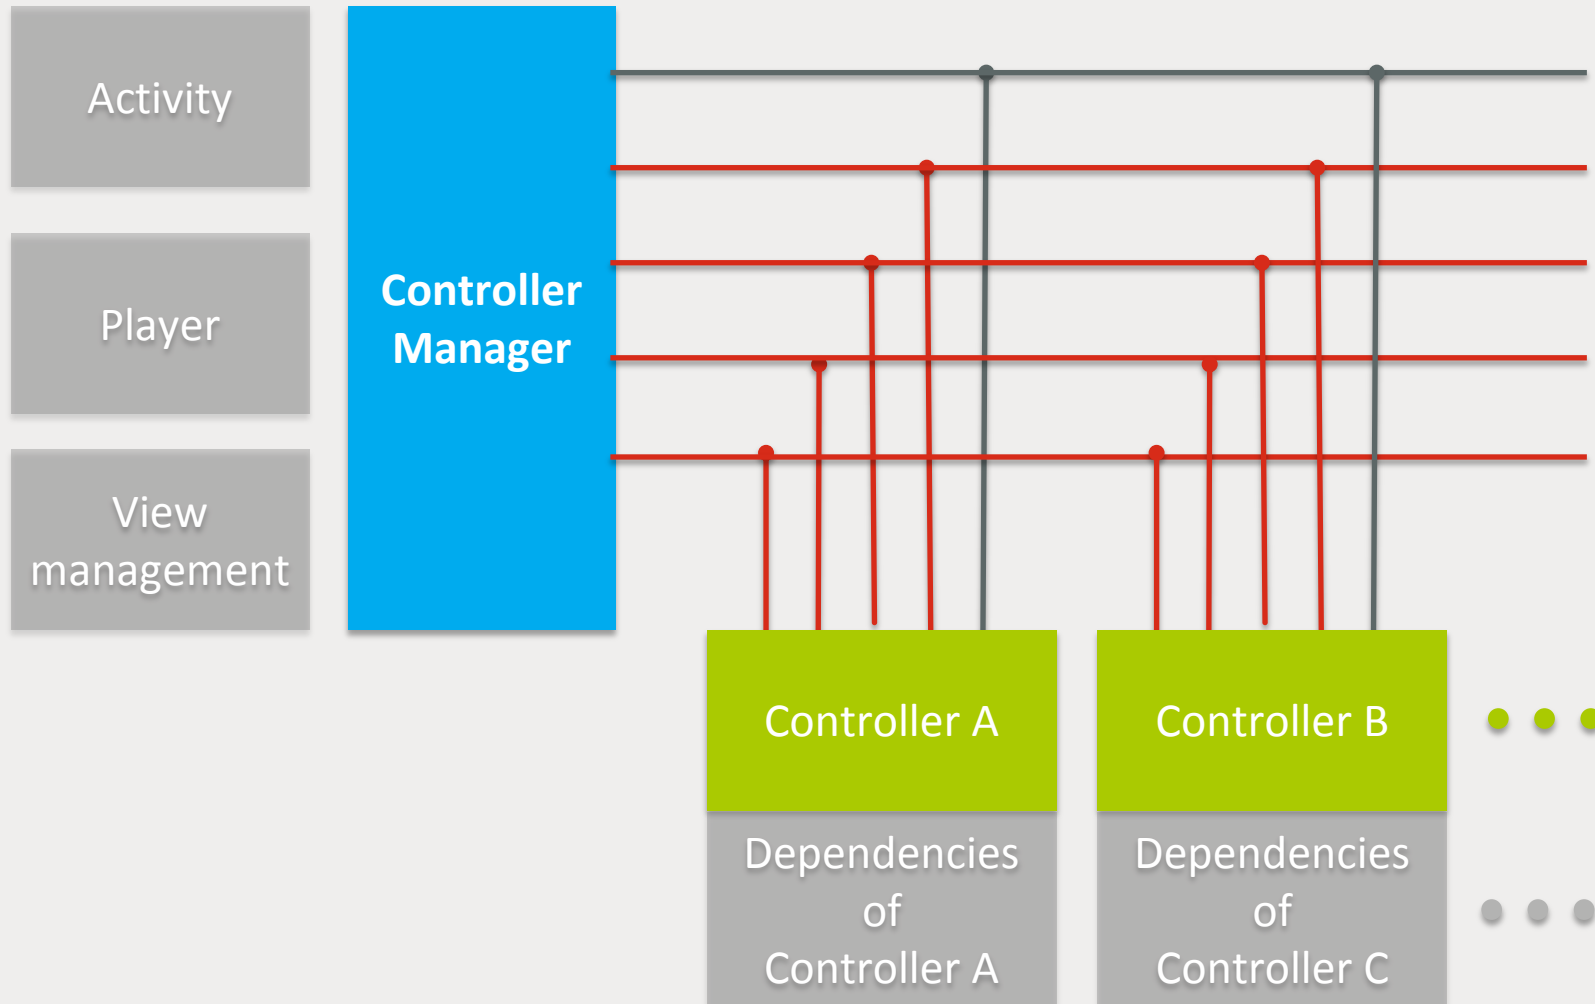 Activity
Player
View
management
Controller
Manager
Controller A
Dependencies
of
Controller A
Controller B
Dependencies
of
Controller C